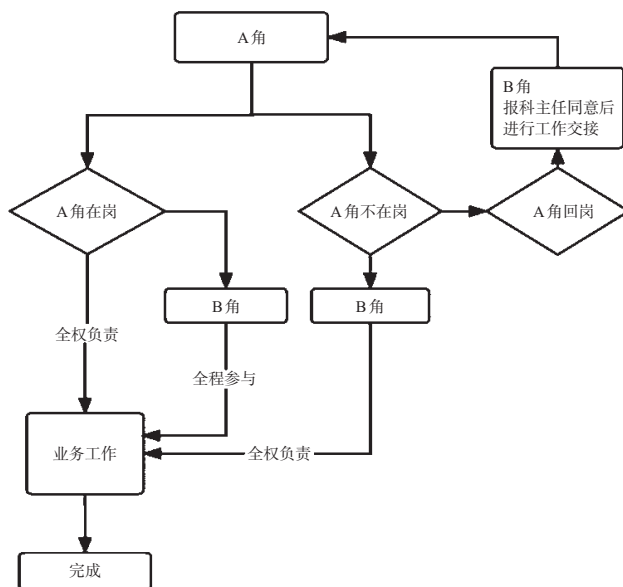 A角
B角
报科主任同意后
进行工作交接
A角在岗
A角不在岗
A角回岗
B角
B角
全权负责
全程参与
业务工作
全权负责
完成